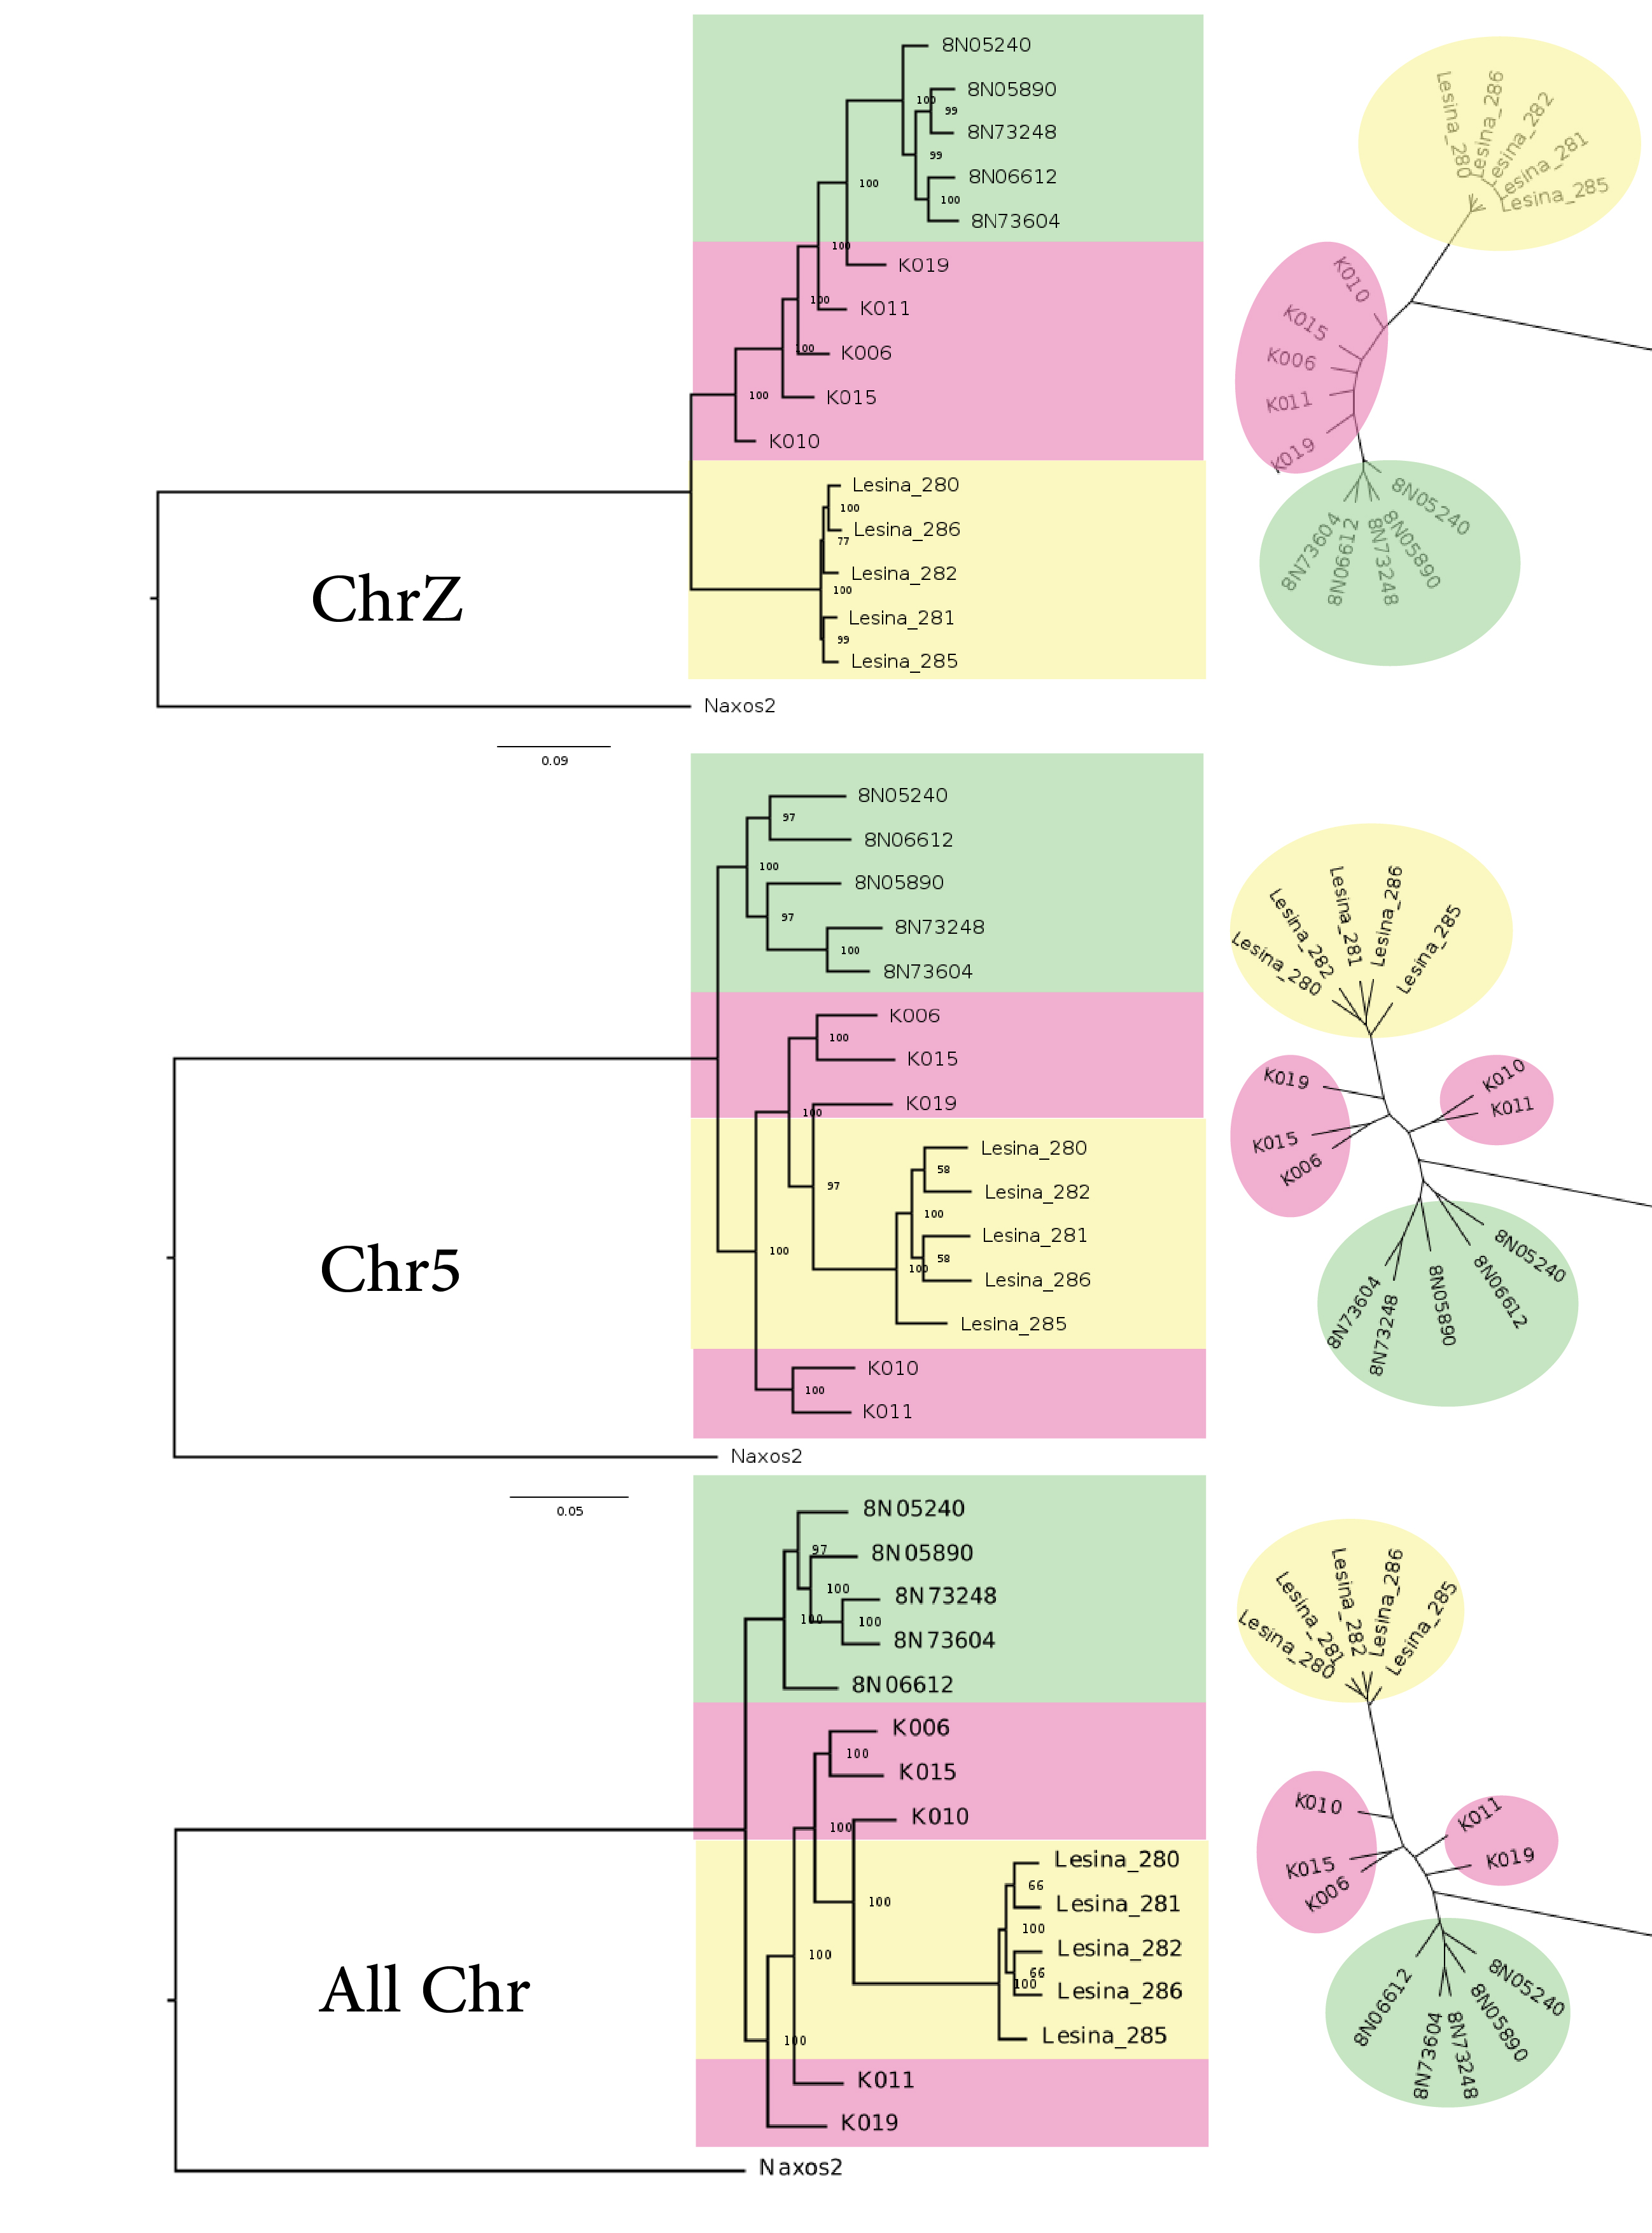 8N05240
100
8N05890
99
8N73248
99
8N06612
100
8N73604
100
100
K019
100
K011
100
K006
100
K015
K010
Lesina_280
100
Lesina_286
77
Lesina_282
100
Lesina_281
99
Lesina_285
ChrZ
Naxos2
0.09
Lesina_280
Lesina_286
Lesina_282
Lesina_281
Lesina_285
K010
K015
K006
K011
K019
8N05240
8N05890
8N73248
8N06612
8N73604
8N05240
97
8N06612
100
8N05890
97
8N73248
100
8N73604
K006
100
K015
K019
100
Lesina_280
58
97
Lesina_282
100
Lesina_281
100
58
100
Lesina_286
Lesina_285
K010
100
K011
Chr5
Naxos2
0.05
Lesina_280
Lesina_282
Lesina_281
Lesina_286
Lesina_285
K019
K010
K011
K015
K006
8N05240
8N06612
8N05890
8N73248
8N73604
8N05240
97
8N05890
100
8N73248
100
100
8N73604
8N06612
K006
100
K015
K010
100
Lesina_280
66
100
Lesina_281
100
Lesina_282
100
66
100
Lesina_286
Lesina_285
100
K011
K019
All Chr
Naxos2
Lesina_280
Lesina_281
Lesina_282
Lesina_286
Lesina_285
K010
K011
K015
K019
K006
8N05240
8N05890
8N73248
8N73604
8N06612